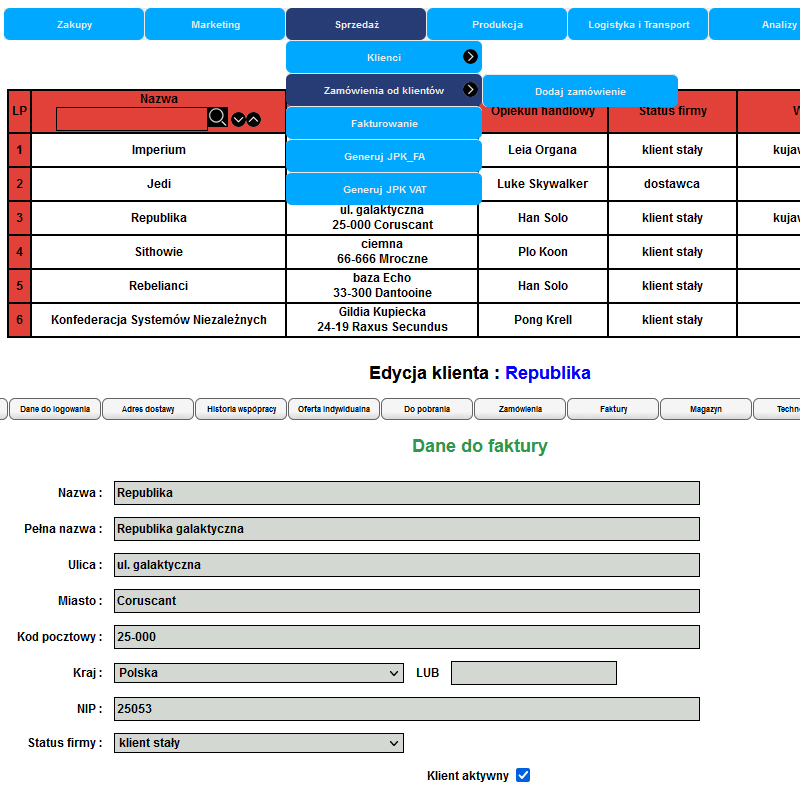 Zakupy Marketing Sprzedaż Produkcja Logistyka i Transport Analizy
Klienci
Zamówienia od klientów Dodaj zamówienie
Fakturowanie
Generuj JPK_FA
Generuj JPK VAT
LP Nazwa Opiekun handlowy Status firmy W
1 Imperium Leia Organa klient stały kujaw
2 Jedi Luke Skywalker dostawca
3 Republika ul. galaktyczna Han Solo klient stały kujaw
25-000 Coruscant
4 Sithowie ciemna Plo Koon klient stały
66-666 Mroczne
5 Rebelianci baza Echo Han Solo klient stały
33-300 Dantooine
6 Konfederacja Systemów Niezależnych Gildia Kupiecka Pong Krell klient stały
24-19 Raxus Secundus
Edycja klienta : Republika
Dane do logowania Adres dostawy Historia współpracy Oferta indywidualna Do pobrania Zamówienia Faktury Magazyn Techno
Dane do faktury
Nazwa : Republika
Pełna nazwa : Republika galaktyczna
Ulica : ul. galaktyczna
Miasto : Coruscant
Kod pocztowy : 25-000
Kraj : Polska LUB
NIP : 25053
Status firmy : klient stały
Klient aktywny